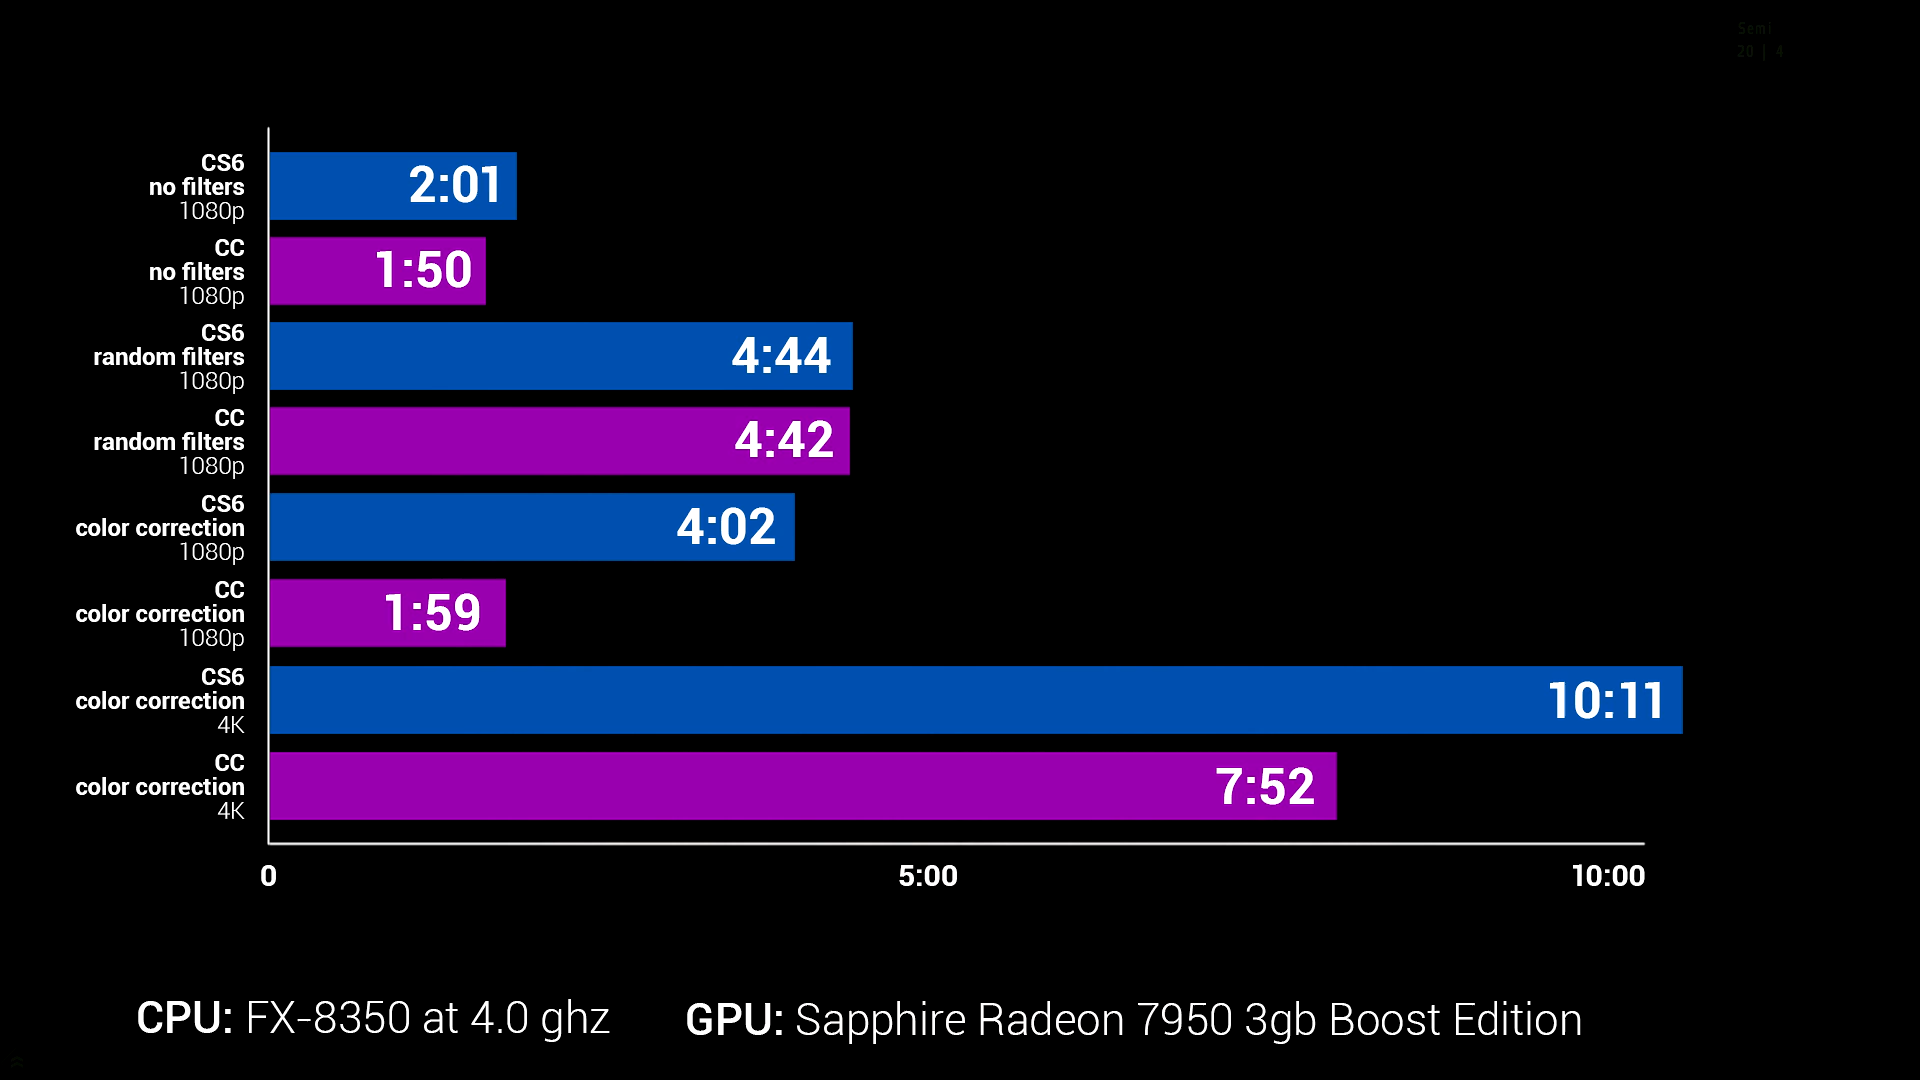 Semi
20 | 4
CS6
no filters
1080p
2:01
CC
no filters
1080p
1:50
CS6
random filters
1080p
4:44
CC
random filters
1080p
4:42
CS6
color correction
1080p
4:02
CC
color correction
1080p
1:59
CS6
color correction
4K
10:11
CC
color correction
4K
7:52
0 5:00 10:00
CPU: FX-8350 at 4.0 ghz GPU: Sapphire Radeon 7950 3gb Boost Edition